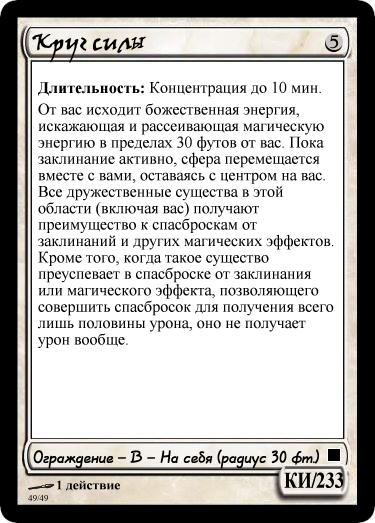 Круг силы 5
Длительность: Концентрация до 10 мин.
От вас исходит божественная энергия,
искажающая и рассеивающая магическую
энергию в пределах 30 футов от вас. Пока
заклинание активно, сфера перемещается
вместе с вами, оставаясь с центром на вас.
Все дружественные существа в этой
области (включая вас) получают
преимущество к спасброскам от
заклинаний и других магических эффектов.
Кроме того, когда такое существо
преуспевает в спасброске от заклинания
или магического эффекта, позволяющего
совершить спасбросок для получения всего
лишь половины урона, оно не получает
урон вообще.
Ограждение – В – На себя (радиус 30 фт.)
КИ/233
1 действие
49/49